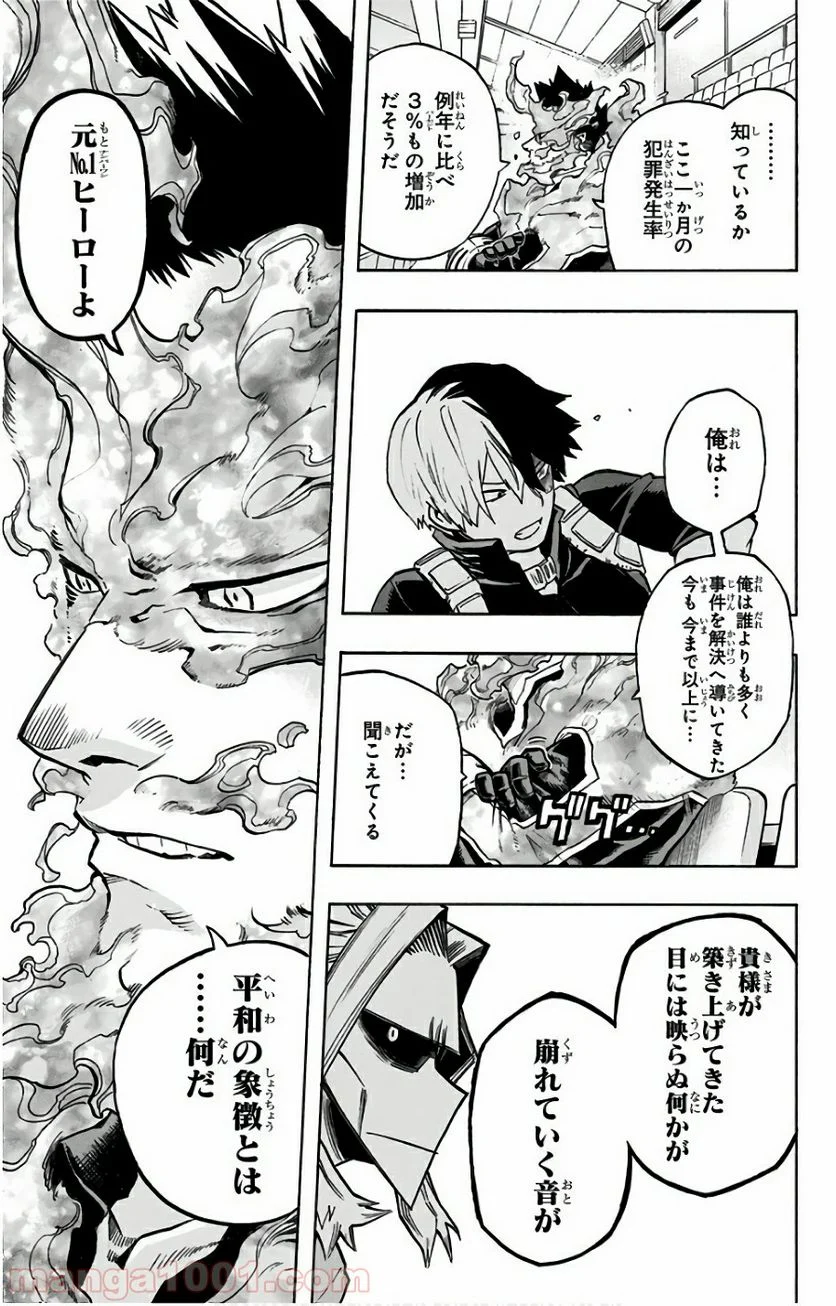 ………
知っているか
ここ一か月の
犯罪発生率
例年に比べ
3%もの増加
だそうだ
俺は…
俺は誰よりも多く
事件を解決へ導いてきた
今も 今まで以上に…
だが…
聞こえてくる
グググ…
貴様が
築き上げてきた
目には映らぬ何かが
崩れていく音が
元No.1ヒーローよ
平和の象徴とは
……何だ
manga1001.com